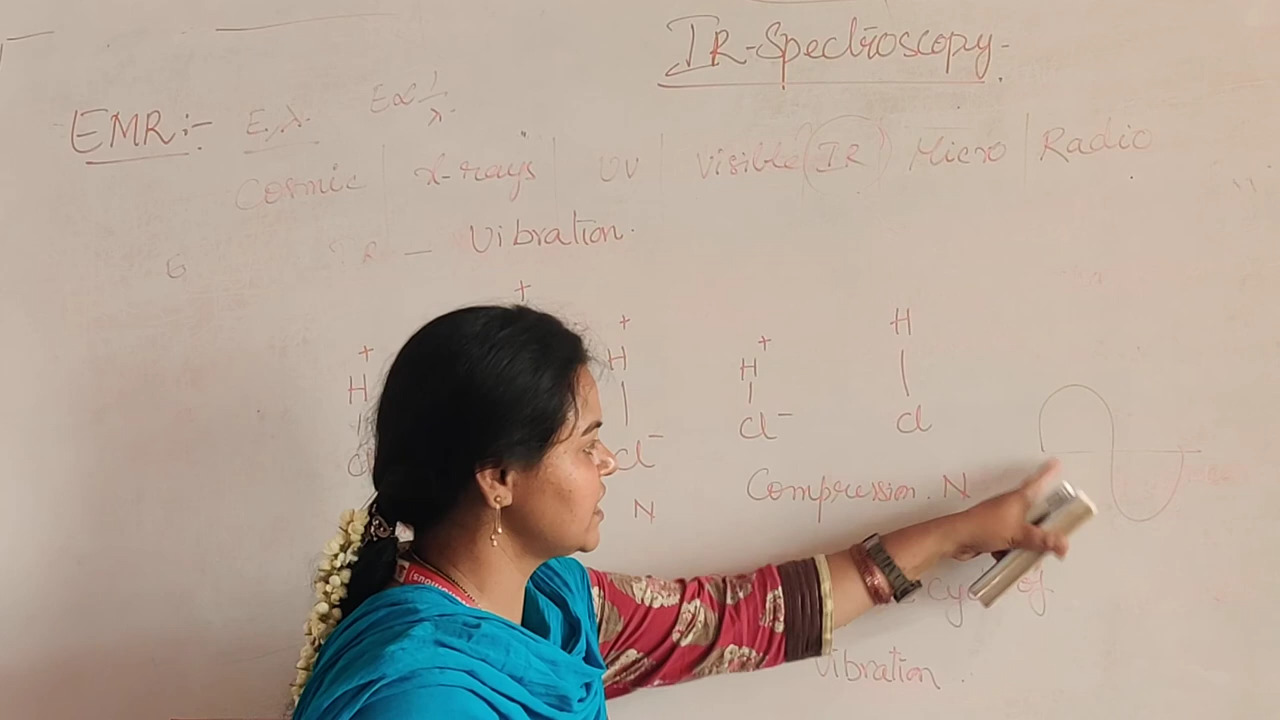 IR-Spectroscopy.
EMR:- E, λ. E ∝ 1/λ.
Cosmic | x-rays | UV | Visible | IR | Micro | Radio
IR — Vibration.
+
+ + + H
H H H
Cl⁻ Cl⁻ Cl
N Compression. N
cycle of
Vibration.